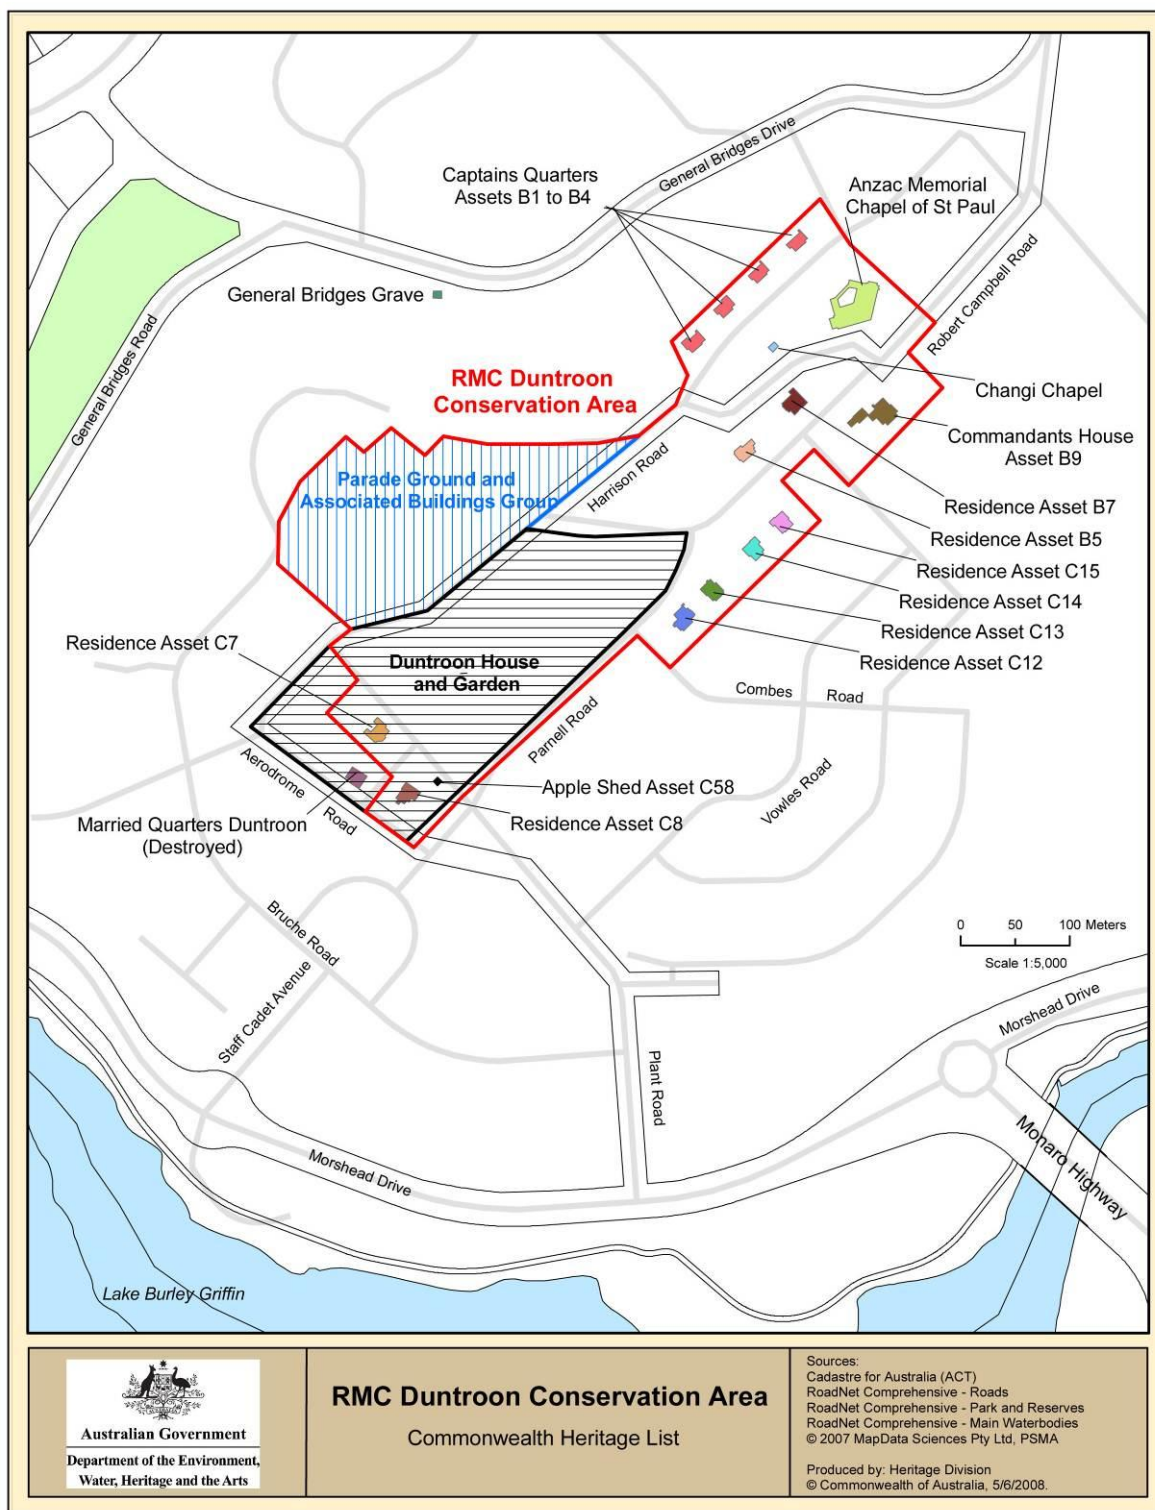 General Bridges Drive
Captains Quarters
Assets B1 to B4
Anzac Memorial
Chapel of St Paul
General Bridges Grave
General Bridges Road
Robert Campbell Road
RMC Duntroon
Conservation Area
Changi Chapel
Commandants House
Asset B9
Harrison Road
Parade Ground and
Associated Buildings Group
Residence Asset B7
Residence Asset B5
Residence Asset C15
Residence Asset C14
Residence Asset C13
Residence Asset C12
Residence Asset C7
Duntroon House
and Garden
Combes Road
Parnell Road
Aerodrome Road
Vowles Road
Apple Shed Asset C58
Residence Asset C8
Married Quarters Duntroon
(Destroyed)
Bruche Road
Staff Cadet Avenue
0 50 100 Meters
Scale 1:5,000
Morshead Drive
Plant Road
Monaro Highway
Morshead Drive
Lake Burley Griffin
Australian Government
Department of the Environment,
Water, Heritage and the Arts
RMC Duntroon Conservation Area
Commonwealth Heritage List
Sources:
Cadastre for Australia (ACT)
RoadNet Comprehensive - Roads
RoadNet Comprehensive - Park and Reserves
RoadNet Comprehensive - Main Waterbodies
© 2007 MapData Sciences Pty Ltd, PSMA
Produced by: Heritage Division
© Commonwealth of Australia, 5/6/2008.